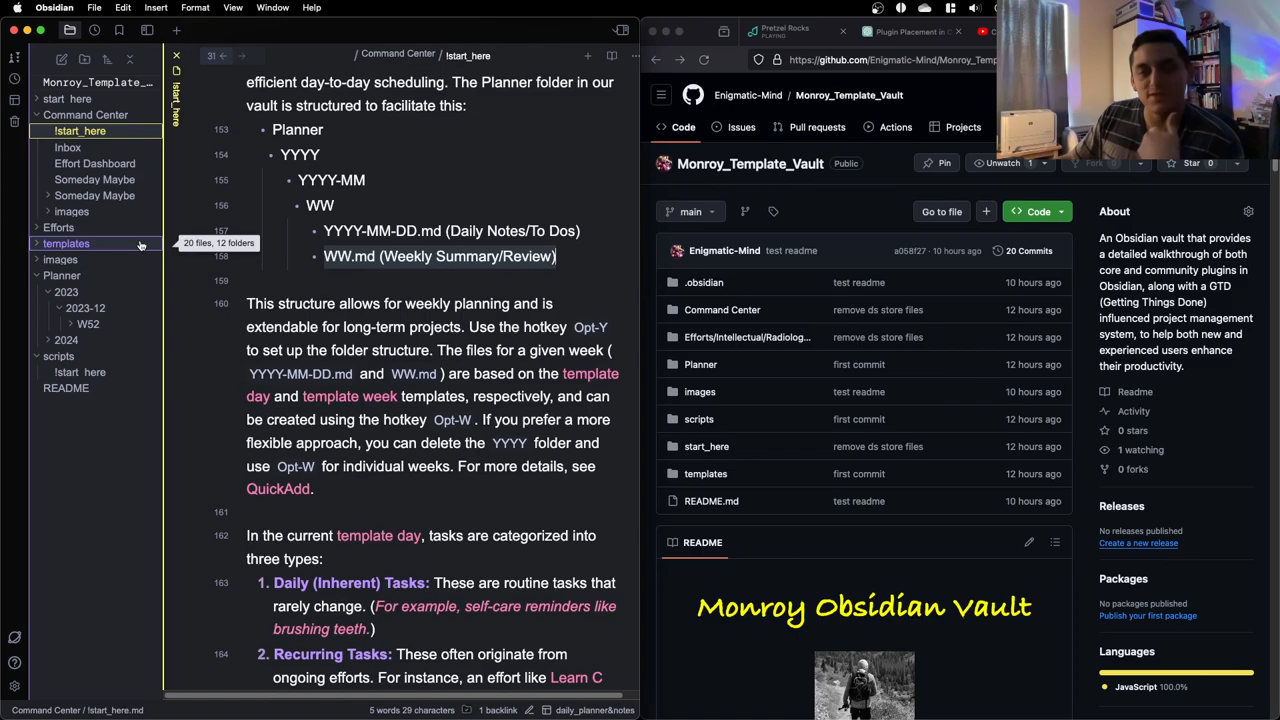 Obsidian File Edit Insert Format View Window Help
Monroy_Template_...
start_here
Command Center
!start_here
Inbox
Effort Dashboard
Someday Maybe
Someday Maybe
images
Efforts
templates
20 files, 12 folders
images
Planner
2023
2023-12
W52
2024
scripts
!start_here
README
Command Center / !start_here.md
!start_here
31
/ Command Center / !start_here
efficient day-to-day scheduling. The Planner folder in our
vault is structured to facilitate this:
153 Planner
154 YYYY
155 YYYY-MM
156 WW
157 YYYY-MM-DD.md (Daily Notes/To Dos)
158 WW.md (Weekly Summary/Review)
159
160 This structure allows for weekly planning and is
extendable for long-term projects. Use the hotkey Opt-Y
to set up the folder structure. The files for a given week (
YYYY-MM-DD.md and WW.md ) are based on the template
day and template week templates, respectively, and can
be created using the hotkey Opt-W . If you prefer a more
flexible approach, you can delete the YYYY folder and
use Opt-W for individual weeks. For more details, see
QuickAdd.
161
162 In the current template day, tasks are categorized into
three types:
163 1. Daily (Inherent) Tasks: These are routine tasks that
rarely change. (For example, self-care reminders like
brushing teeth.)
164 2. Recurring Tasks: These often originate from
ongoing efforts. For instance, an effort like Learn C
5 words 29 characters 1 backlink daily_planner&notes
Pretzel Rocks
PLAYING
Plugin Placement in O
https://github.com/Enigmatic-Mind/Monroy_Temp
Enigmatic-Mind / Monroy_Template_Vault
Code Issues Pull requests Actions Projects
Monroy_Template_Vault Public Pin Unwatch 1 Fork 0 Star 0
main Go to file + Code
Enigmatic-Mind test readme a058f27 · 10 hours ago 20 Commits
.obsidian test readme 10 hours ago
Command Center remove ds store files 12 hours ago
Efforts/Intellectual/Radiolog... remove ds store files 12 hours ago
Planner first commit 12 hours ago
images test readme 10 hours ago
scripts remove ds store files 12 hours ago
start_here remove ds store files 12 hours ago
templates first commit 12 hours ago
README.md test readme 10 hours ago
README
Monroy Obsidian Vault
About
An Obsidian vault that provides
a detailed walkthrough of both
core and community plugins in
Obsidian, along with a GTD
(Getting Things Done)
influenced project management
system, to help both new and
experienced users enhance
their productivity.
Readme
Activity
0 stars
1 watching
0 forks
Releases
No releases published
Create a new release
Packages
No packages published
Publish your first package
Languages
JavaScript 100.0%